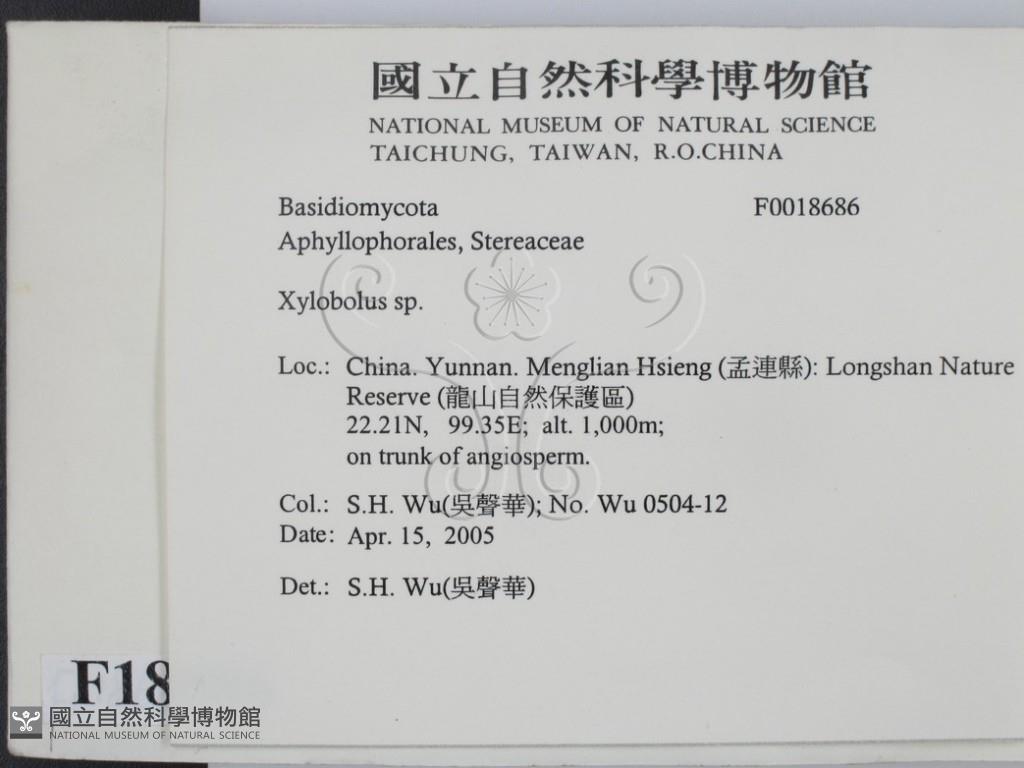 國立自然科學博物館
NATIONAL MUSEUM OF NATURAL SCIENCE
TAICHUNG, TAIWAN, R.O.CHINA
Basidiomycota F0018686
Aphyllophorales, Stereaceae
Xylobolus sp.
Loc.: China. Yunnan. Menglian Hsieng (孟連縣): Longshan Nature
Reserve (龍山自然保護區)
22.21N, 99.35E; alt. 1,000m;
on trunk of angiosperm.
Col.: S.H. Wu(吳聲華); No. Wu 0504-12
Date: Apr. 15, 2005
Det.: S.H. Wu(吳聲華)
F18
國立自然科學博物館
NATIONAL MUSEUM OF NATURAL SCIENCE